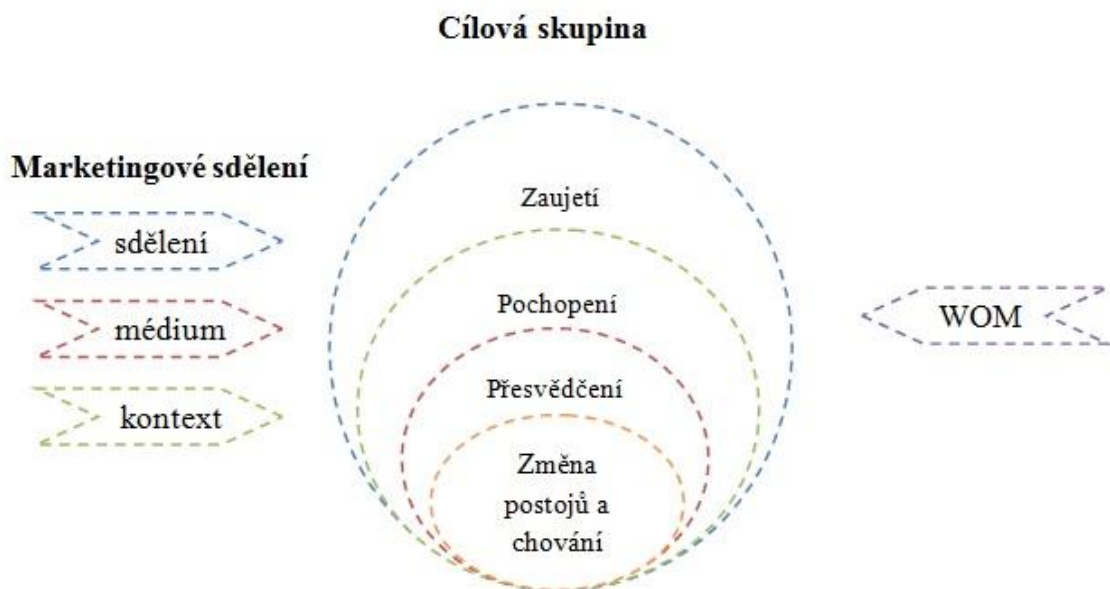 Cílová skupina
Marketingové sdělení
sdělení
médium
kontext
Zaujetí
Pochopení
Přesvědčení
Změna
postojů a
chování
WOM